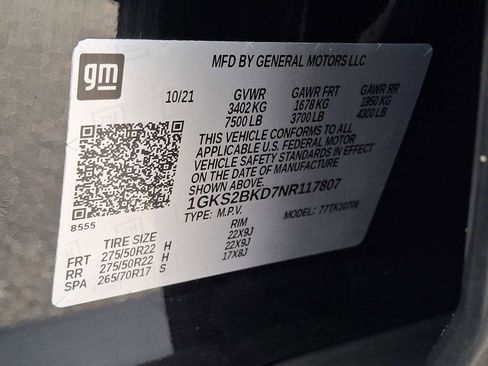 gm
MFD BY GENERAL MOTORS LLC
10/21 GVWR GAWR FRT GAWR RR
3402 KG 1678 KG 1950 KG
7500 LB 3700 LB 4300 LB
THIS VEHICLE CONFORMS TO ALL
APPLICABLE U.S. FEDERAL MOTOR
VEHICLE SAFETY STANDARDS IN EFFECT
ON THE DATE OF MANUFACTURE
SHOWN ABOVE.
1GKS2BKD7NR117807
8555
TYPE: M.P.V. MODEL: 77TK10706
TIRE SIZE RIM
FRT 275/50R22 H 22X9J
RR 275/50R22 H 22X9J
SPA 265/70R17 S 17X8J